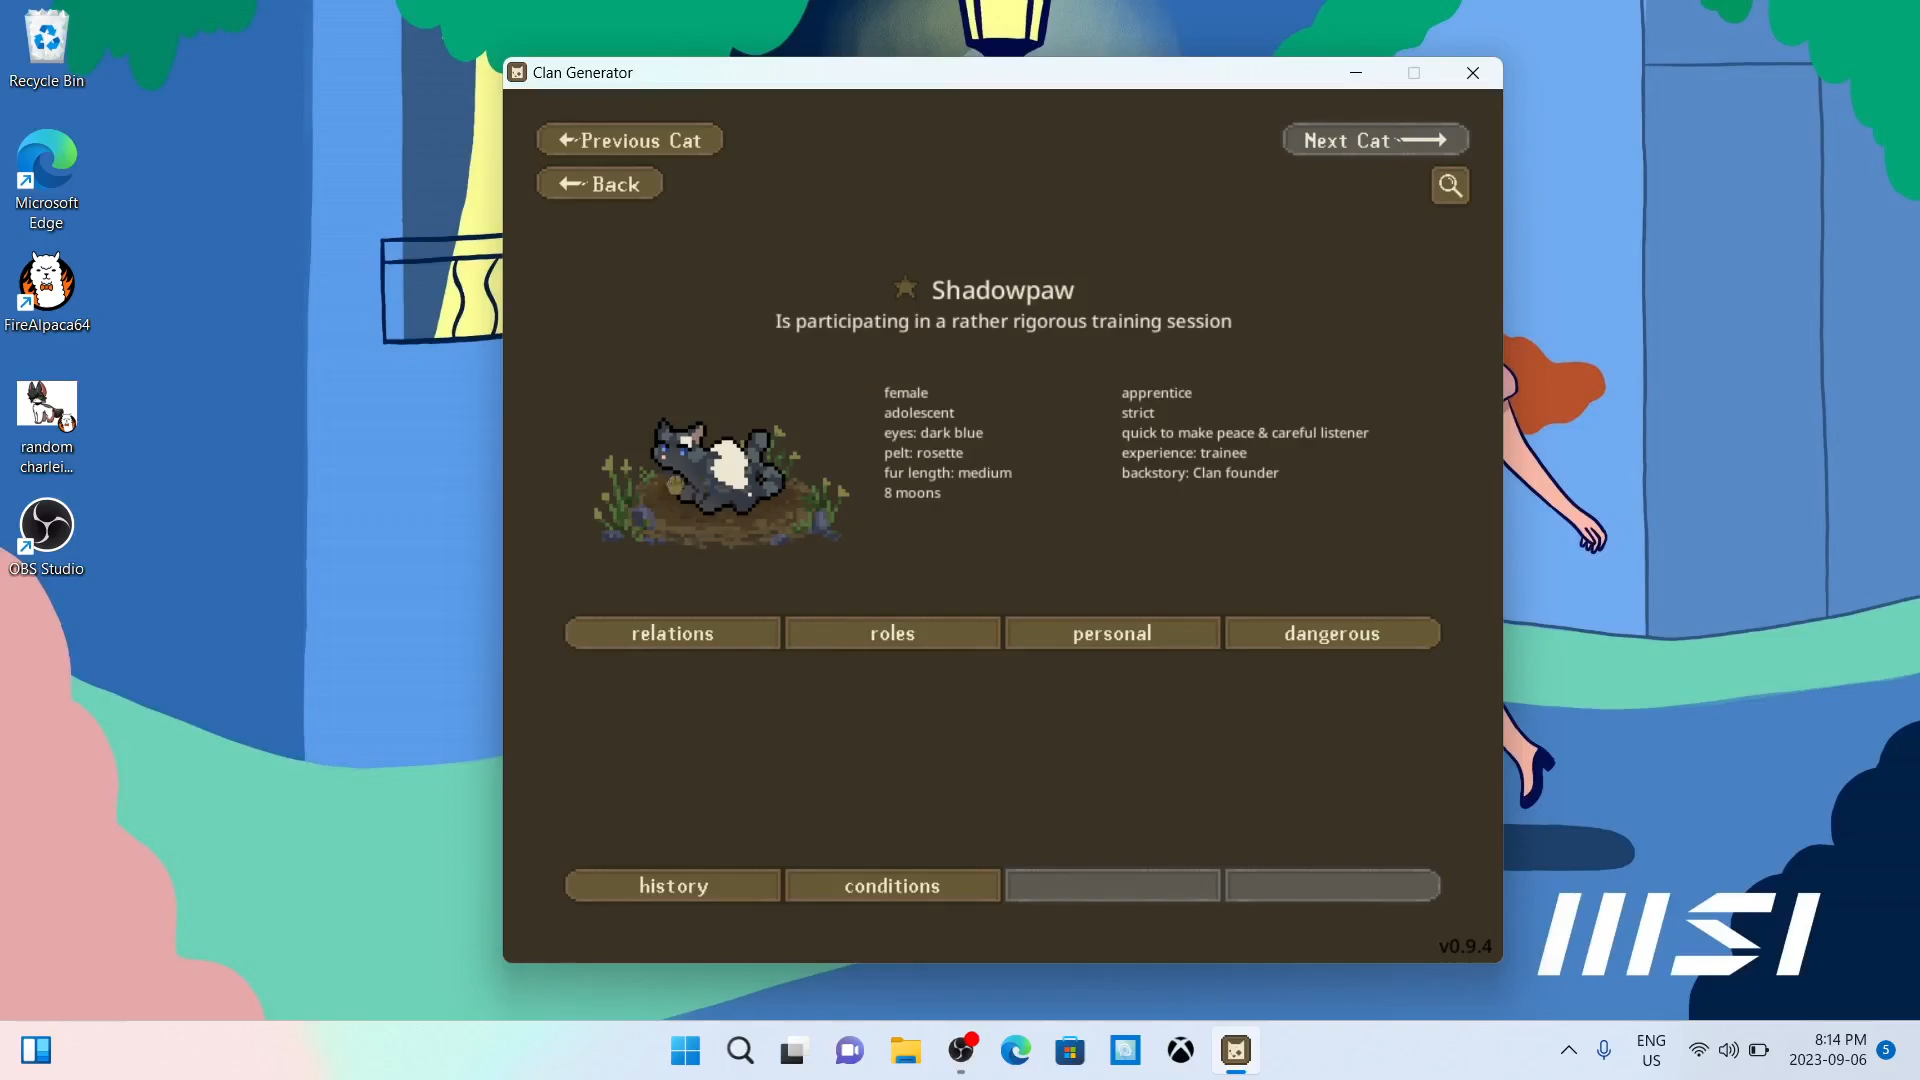 Recycle Bin
Microsoft
Edge
FireAlpaca64
random
charlei...
OBS Studio
Clan Generator
Previous Cat
Next Cat
Back
Shadowpaw
Is participating in a rather rigorous training session
female
adolescent
eyes: dark blue
pelt: rosette
fur length: medium
8 moons
apprentice
strict
quick to make peace & careful listener
experience: trainee
backstory: Clan founder
relations
roles
personal
dangerous
history
conditions
v0.9.4
msi
ENG
US
8:14 PM
2023-09-06
5